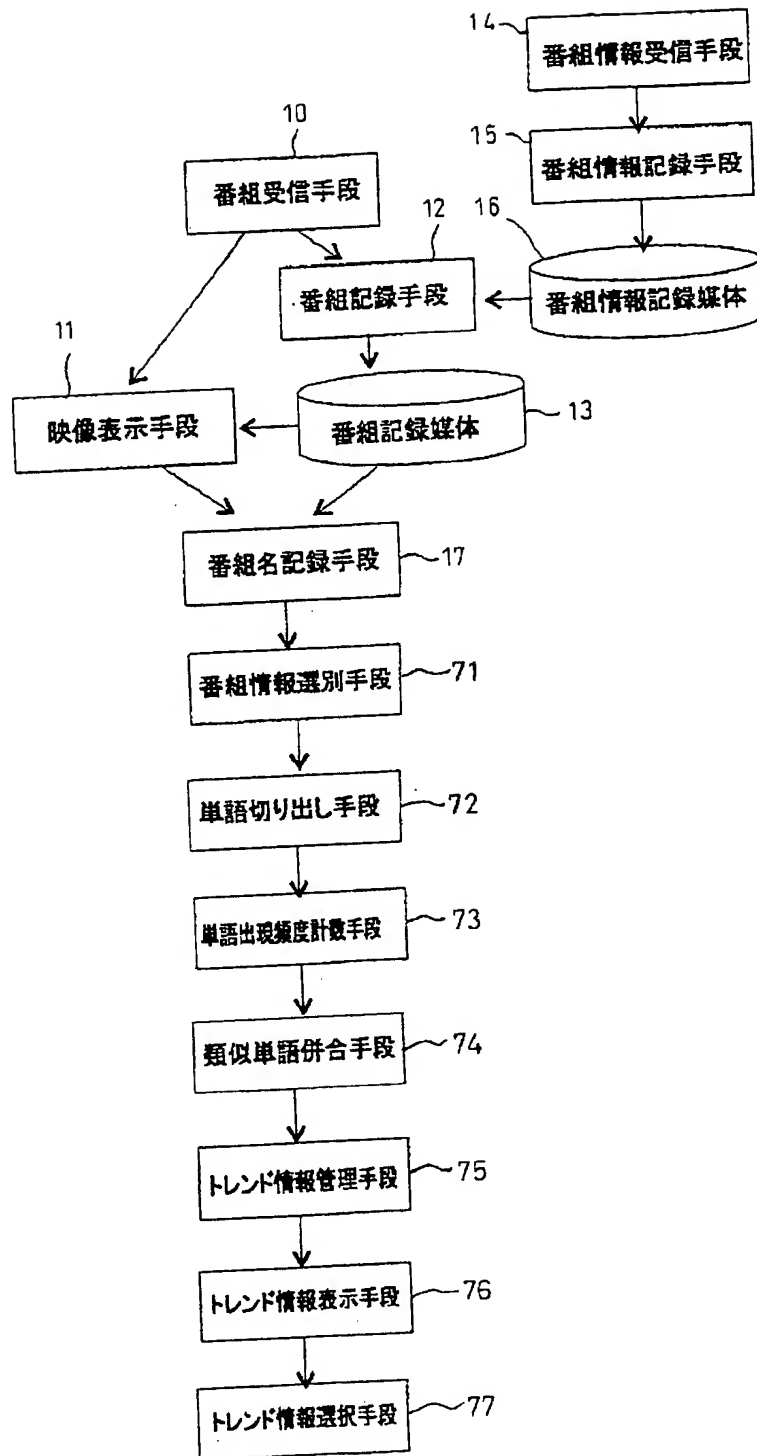 14
番組情報受信手段
10
15
番組情報記録手段
番組受信手段
12
16
番組記録手段
番組情報記録媒体
11
映像表示手段
番組記録媒体
13
番組名記録手段
17
番組情報選別手段
71
単語切り出し手段
72
単語出現頻度計数手段
73
類似単語併合手段
74
トレンド情報管理手段
75
トレンド情報表示手段
76
トレンド情報選択手段
77